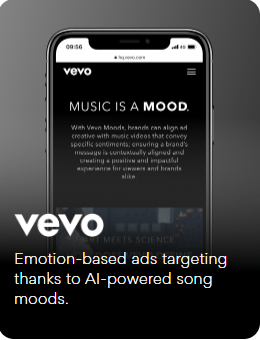 09:56
4G
hq.vevo.com
vevo
MUSIC IS A MOOD.
With Vevo Moods, brands can align ad
creative with music videos that convey
specific sentiments; ensuring a brand's
message is contextually aligned and
creating a positive and impactful
experience for viewers and brands
alike.
ART MEETS SCIENCE
vevo
Emotion-based ads targeting
thanks to AI-powered song
moods.